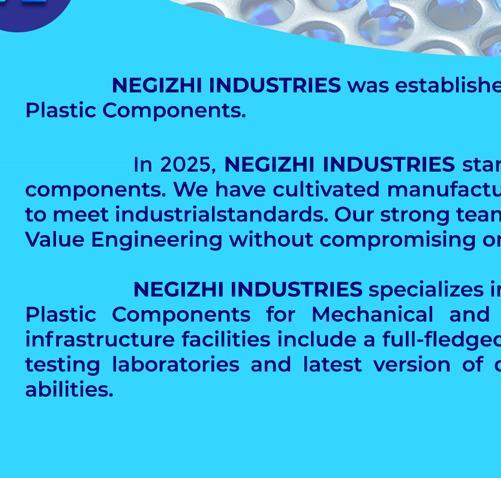 NEGIZHI INDUSTRIES was establishe
Plastic Components.
In 2025, NEGIZHI INDUSTRIES star
components. We have cultivated manufactu
to meet industrialstandards. Our strong team
Value Engineering without compromising on
NEGIZHI INDUSTRIES specializes in
Plastic Components for Mechanical and
infrastructure facilities include a full-fledged
testing laboratories and latest version of
abilities.